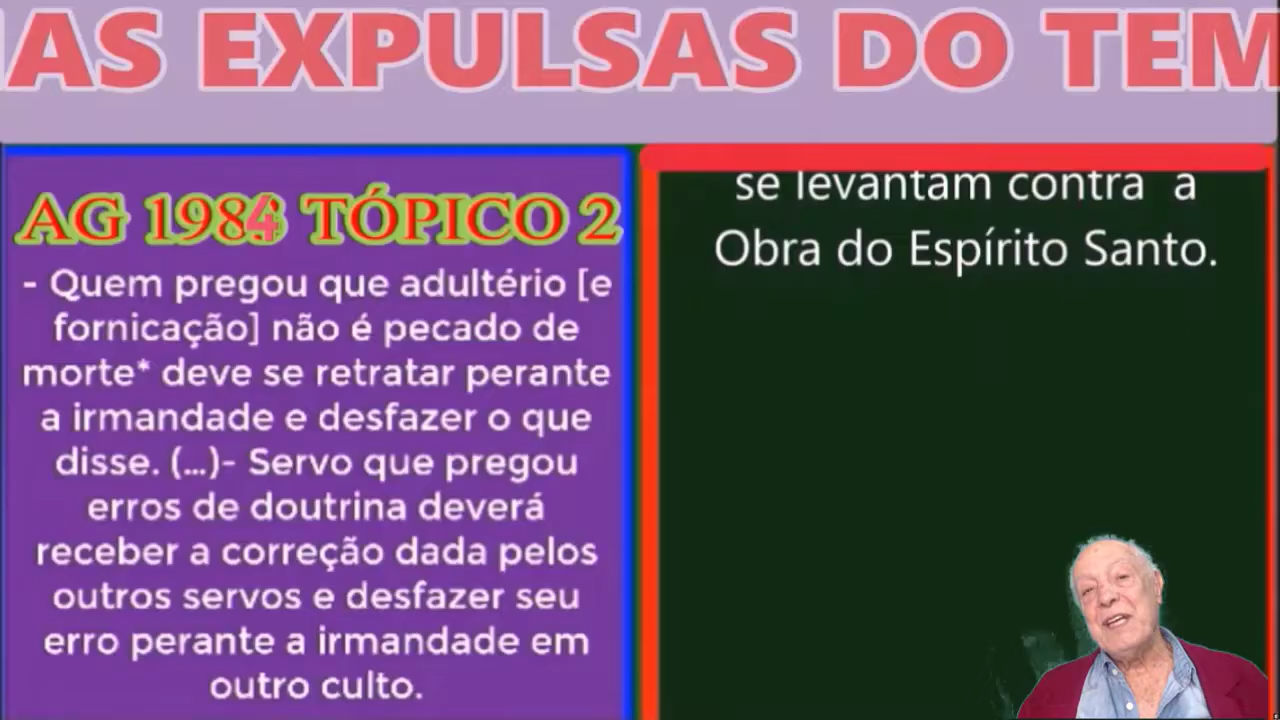 AS EXPULSAS DO TEM
AG 1984 TÓPICO 2
- Quem pregou que adultério [e
fornicação] não é pecado de
morte* deve se retratar perante
a irmandade e desfazer o que
disse. (...)- Servo que pregou
erros de doutrina deverá
receber a correção dada pelos
outros servos e desfazer seu
erro perante a irmandade em
outro culto.
se levantam contra a
Obra do Espírito Santo.